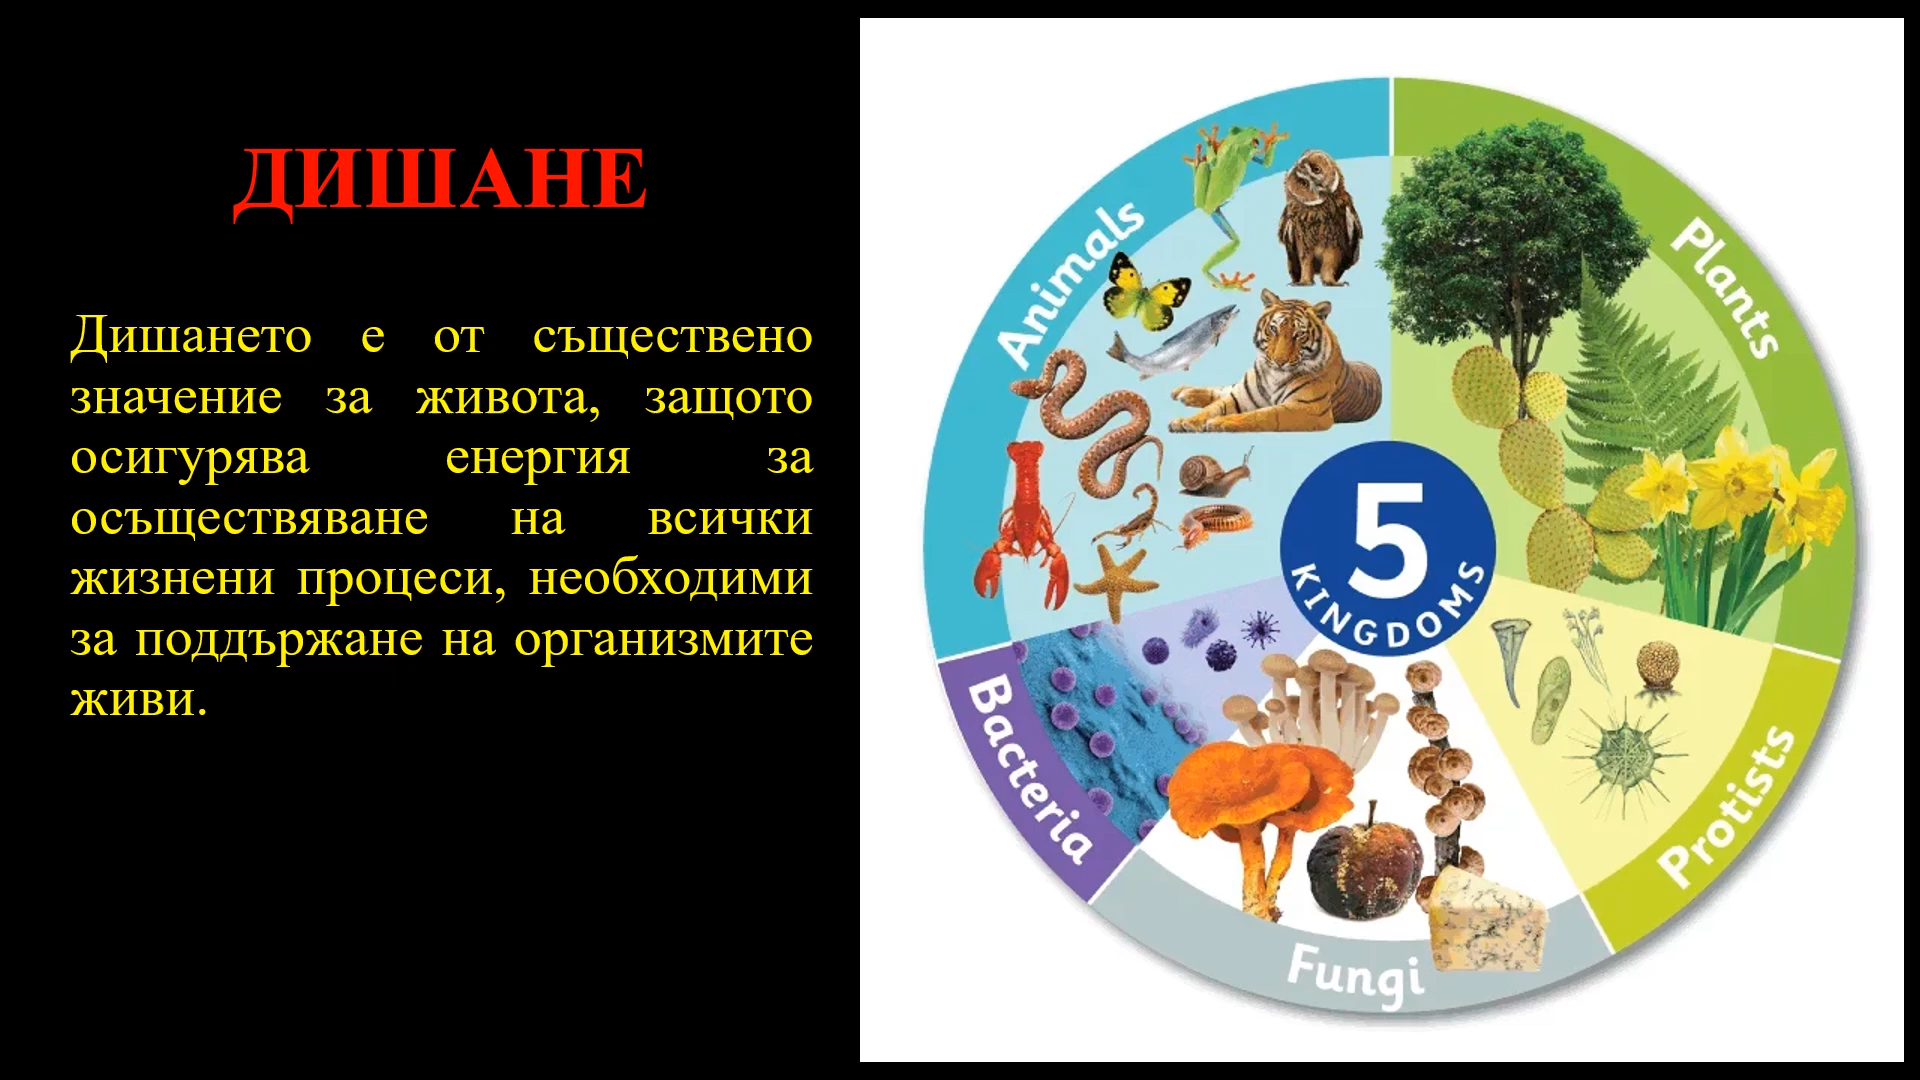 ДИШАНЕ
Дишането е от съществено
значение за живота, защото
осигурява енергия за
осъществяване на всички
жизнени процеси, необходими
за поддържане на организмите
живи.
Animals
Plants
5
KINGDOMS
Bacteria
Protists
Fungi